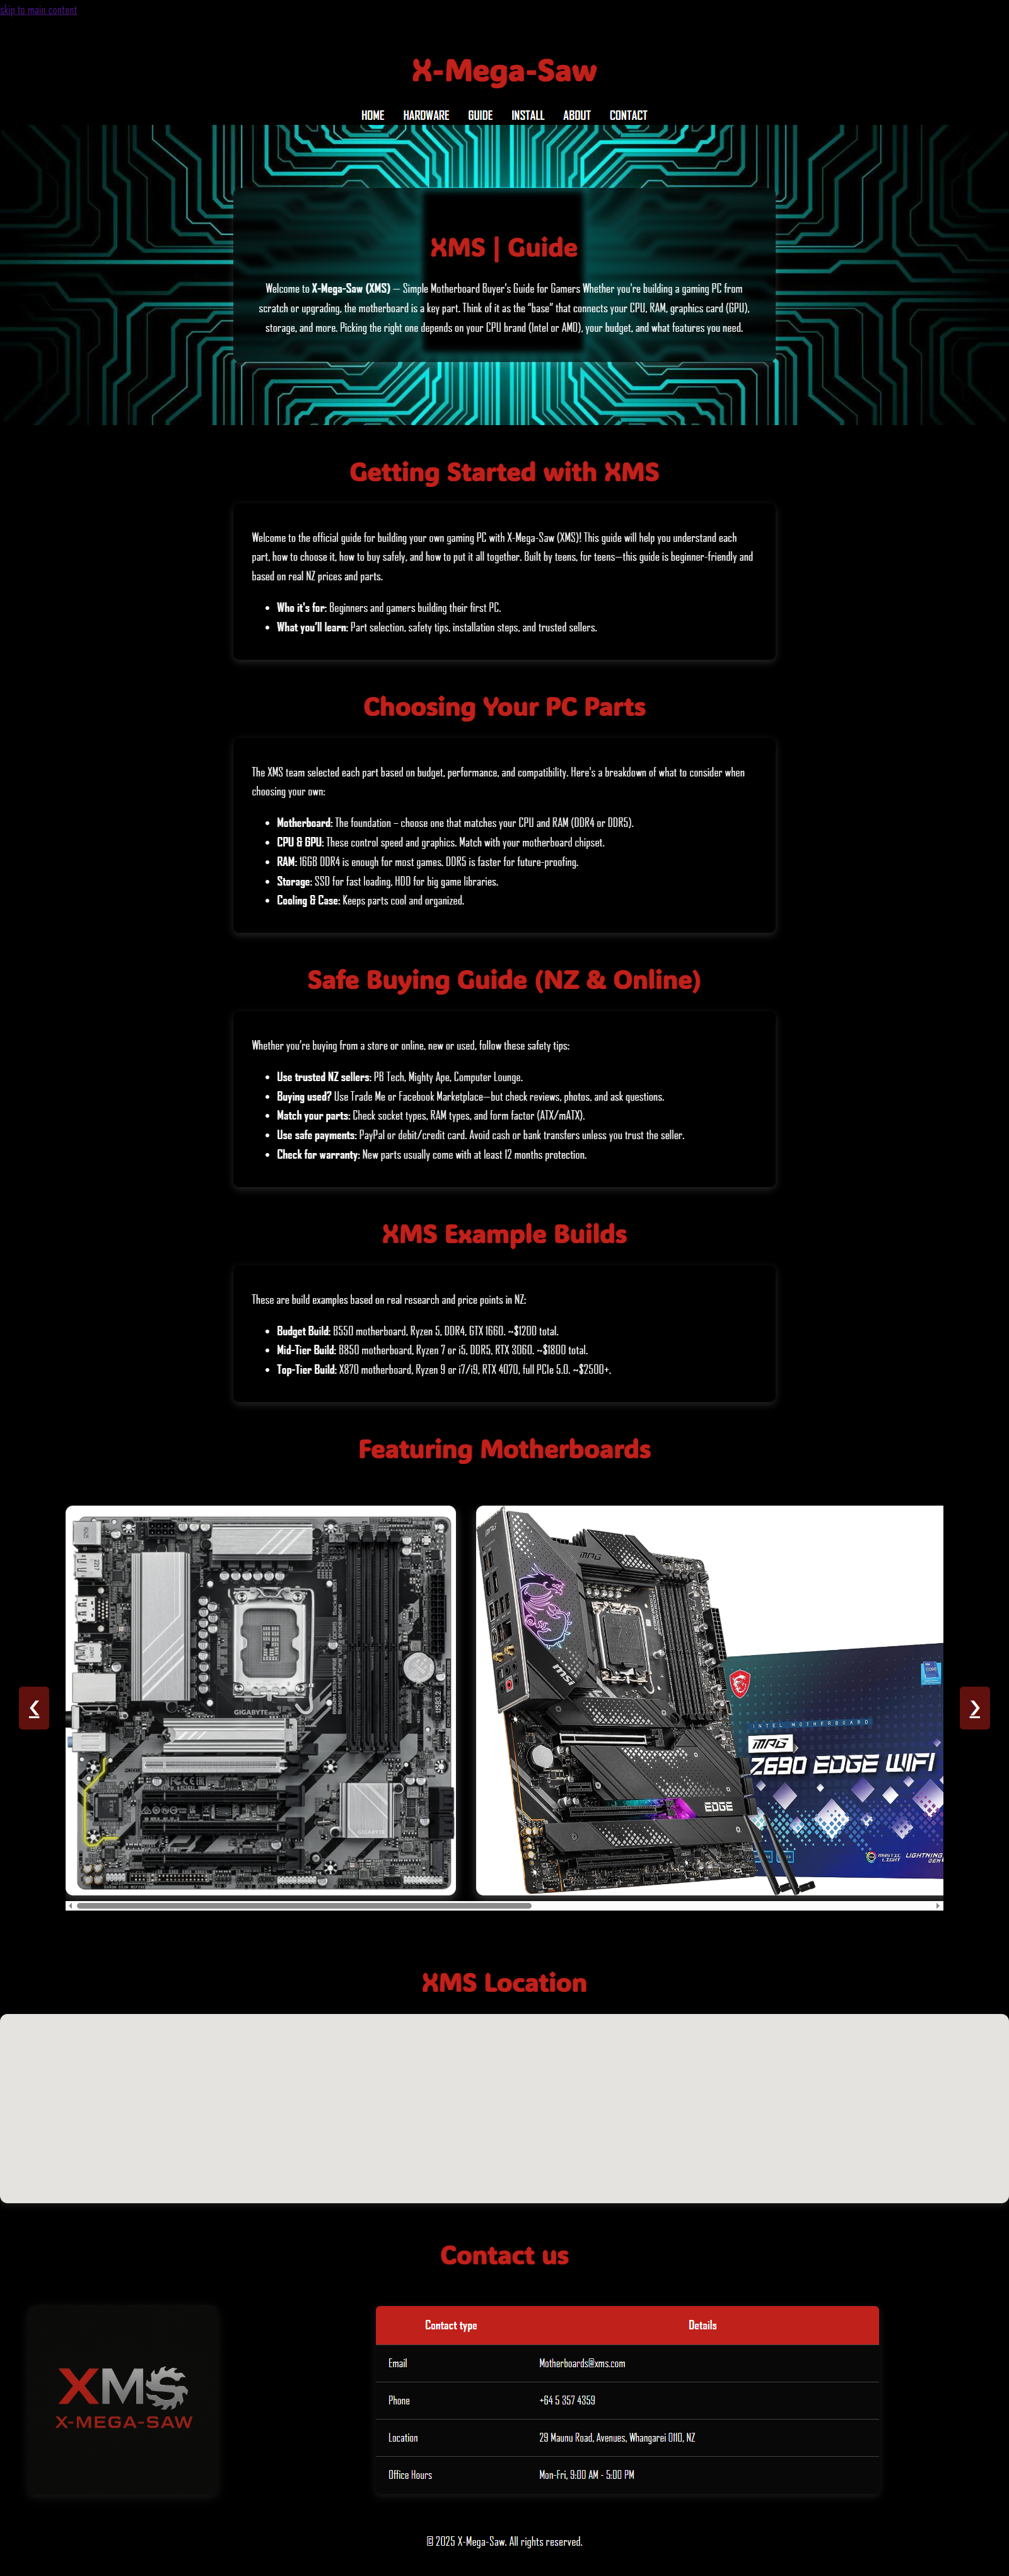 skip to main content
X-Mega-Saw
HOME HARDWARE GUIDE INSTALL ABOUT CONTACT
XMS | Guide
Welcome to X-Mega-Saw (XMS) — Simple Motherboard Buyer's Guide for Gamers Whether you're building a gaming PC from
scratch or upgrading, the motherboard is a key part. Think of it as the “base” that connects your CPU, RAM, graphics card (GPU),
storage, and more. Picking the right one depends on your CPU brand (Intel or AMD), your budget, and what features you need.
Getting Started with XMS
Welcome to the official guide for building your own gaming PC with X-Mega-Saw (XMS)! This guide will help you understand each
part, how to choose it, how to buy safely, and how to put it all together. Built by teens, for teens—this guide is beginner-friendly and
based on real NZ prices and parts.
• Who it's for: Beginners and gamers building their first PC.
• What you'll learn: Part selection, safety tips, installation steps, and trusted sellers.
Choosing Your PC Parts
The XMS team selected each part based on budget, performance, and compatibility. Here's a breakdown of what to consider when
choosing your own:
• Motherboard: The foundation – choose one that matches your CPU and RAM (DDR4 or DDR5).
• CPU & GPU: These control speed and graphics. Match with your motherboard chipset.
• RAM: 16GB DDR4 is enough for most games. DDR5 is faster for future-proofing.
• Storage: SSD for fast loading, HDD for big game libraries.
• Cooling & Case: Keeps parts cool and organized.
Safe Buying Guide (NZ & Online)
Whether you're buying from a store or online, new or used, follow these safety tips:
• Use trusted NZ sellers: PB Tech, Mighty Ape, Computer Lounge.
• Buying used? Use Trade Me or Facebook Marketplace—but check reviews, photos, and ask questions.
• Match your parts: Check socket types, RAM types, and form factor (ATX/mATX).
• Use safe payments: PayPal or debit/credit card. Avoid cash or bank transfers unless you trust the seller.
• Check for warranty: New parts usually come with at least 12 months protection.
XMS Example Builds
These are build examples based on real research and price points in NZ:
• Budget Build: B550 motherboard, Ryzen 5, DDR4, GTX 1660. ~$1200 total.
• Mid-Tier Build: B850 motherboard, Ryzen 7 or i5, DDR5, RTX 3060. ~$1800 total.
• Top-Tier Build: X870 motherboard, Ryzen 9 or i7/i9, RTX 4070, full PCIe 5.0. ~$2500+.
Featuring Motherboards
GIGABYTE
MPG
msi
INTEL MOTHERBOARD
MPG
Z690 EDGE WIFI
EDGE
MYSTIC LIGHT
LIGHTNING GEN
❮ ❯
XMS Location
Contact us
XMS
X-MEGA-SAW
Contact type Details
Email Motherboards@xms.com
Phone +64 5 357 4359
Location 29 Maunu Road, Avenues, Whangarei 0110, NZ
Office Hours Mon-Fri, 9:00 AM - 5:00 PM
© 2025 X-Mega-Saw. All rights reserved.